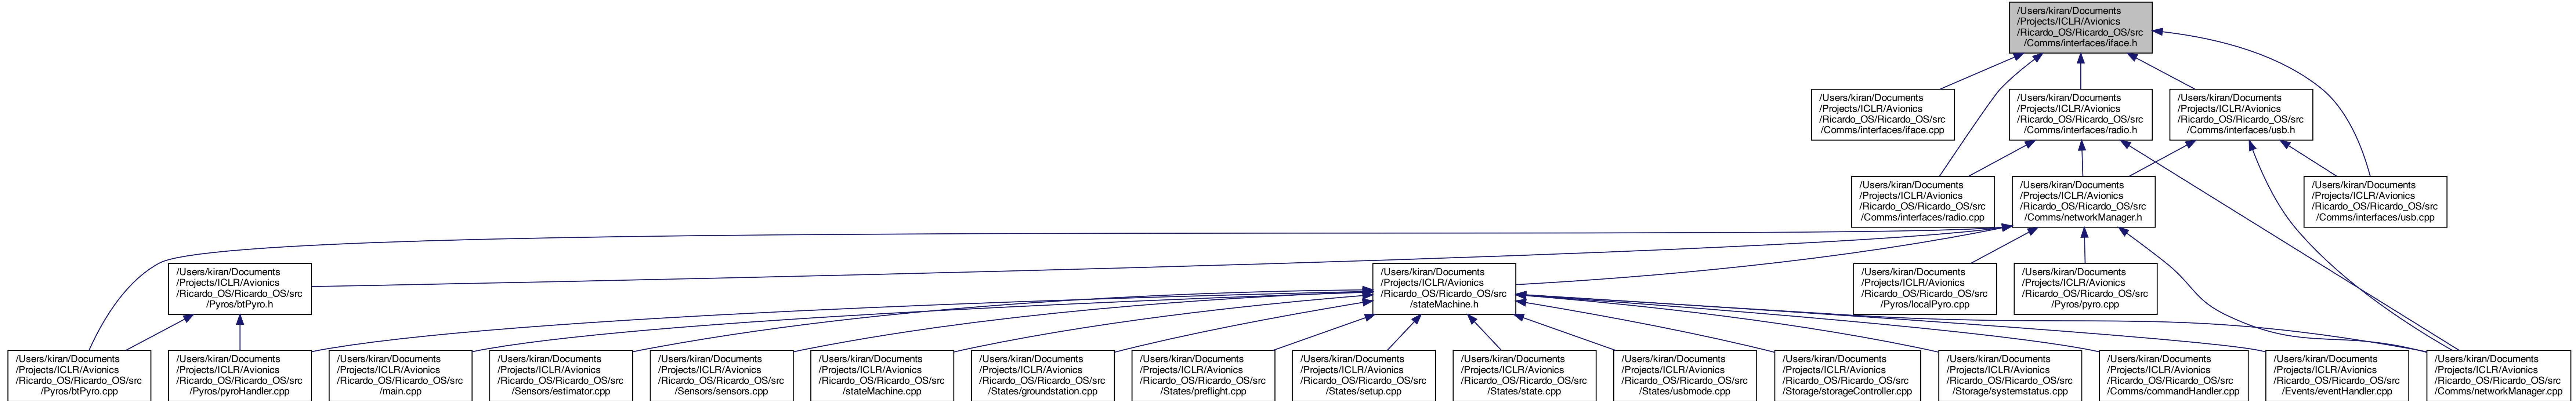 /Users/kiran/Documents
/Projects/ICLR/Avionics
/Ricardo_OS/Ricardo_OS/src
/Comms/interfaces/iface.h
/Users/kiran/Documents
/Projects/ICLR/Avionics
/Ricardo_OS/Ricardo_OS/src
/Comms/interfaces/iface.cpp
/Users/kiran/Documents
/Projects/ICLR/Avionics
/Ricardo_OS/Ricardo_OS/src
/Comms/interfaces/radio.h
/Users/kiran/Documents
/Projects/ICLR/Avionics
/Ricardo_OS/Ricardo_OS/src
/Comms/interfaces/usb.h
/Users/kiran/Documents
/Projects/ICLR/Avionics
/Ricardo_OS/Ricardo_OS/src
/Comms/interfaces/radio.cpp
/Users/kiran/Documents
/Projects/ICLR/Avionics
/Ricardo_OS/Ricardo_OS/src
/Comms/networkManager.h
/Users/kiran/Documents
/Projects/ICLR/Avionics
/Ricardo_OS/Ricardo_OS/src
/Comms/interfaces/usb.cpp
/Users/kiran/Documents
/Projects/ICLR/Avionics
/Ricardo_OS/Ricardo_OS/src
/Pyros/btPyro.h
/Users/kiran/Documents
/Projects/ICLR/Avionics
/Ricardo_OS/Ricardo_OS/src
/stateMachine.h
/Users/kiran/Documents
/Projects/ICLR/Avionics
/Ricardo_OS/Ricardo_OS/src
/Pyros/localPyro.cpp
/Users/kiran/Documents
/Projects/ICLR/Avionics
/Ricardo_OS/Ricardo_OS/src
/Pyros/pyro.cpp
/Users/kiran/Documents
/Projects/ICLR/Avionics
/Ricardo_OS/Ricardo_OS/src
/Pyros/btPyro.cpp
/Users/kiran/Documents
/Projects/ICLR/Avionics
/Ricardo_OS/Ricardo_OS/src
/Pyros/pyroHandler.cpp
/Users/kiran/Documents
/Projects/ICLR/Avionics
/Ricardo_OS/Ricardo_OS/src
/main.cpp
/Users/kiran/Documents
/Projects/ICLR/Avionics
/Ricardo_OS/Ricardo_OS/src
/Sensors/estimator.cpp
/Users/kiran/Documents
/Projects/ICLR/Avionics
/Ricardo_OS/Ricardo_OS/src
/Sensors/sensors.cpp
/Users/kiran/Documents
/Projects/ICLR/Avionics
/Ricardo_OS/Ricardo_OS/src
/stateMachine.cpp
/Users/kiran/Documents
/Projects/ICLR/Avionics
/Ricardo_OS/Ricardo_OS/src
/States/groundstation.cpp
/Users/kiran/Documents
/Projects/ICLR/Avionics
/Ricardo_OS/Ricardo_OS/src
/States/preflight.cpp
/Users/kiran/Documents
/Projects/ICLR/Avionics
/Ricardo_OS/Ricardo_OS/src
/States/setup.cpp
/Users/kiran/Documents
/Projects/ICLR/Avionics
/Ricardo_OS/Ricardo_OS/src
/States/state.cpp
/Users/kiran/Documents
/Projects/ICLR/Avionics
/Ricardo_OS/Ricardo_OS/src
/States/usbmode.cpp
/Users/kiran/Documents
/Projects/ICLR/Avionics
/Ricardo_OS/Ricardo_OS/src
/Storage/storageController.cpp
/Users/kiran/Documents
/Projects/ICLR/Avionics
/Ricardo_OS/Ricardo_OS/src
/Storage/systemstatus.cpp
/Users/kiran/Documents
/Projects/ICLR/Avionics
/Ricardo_OS/Ricardo_OS/src
/Comms/commandHandler.cpp
/Users/kiran/Documents
/Projects/ICLR/Avionics
/Ricardo_OS/Ricardo_OS/src
/Events/eventHandler.cpp
/Users/kiran/Documents
/Projects/ICLR/Avionics
/Ricardo_OS/Ricardo_OS/src
/Comms/networkManager.cpp